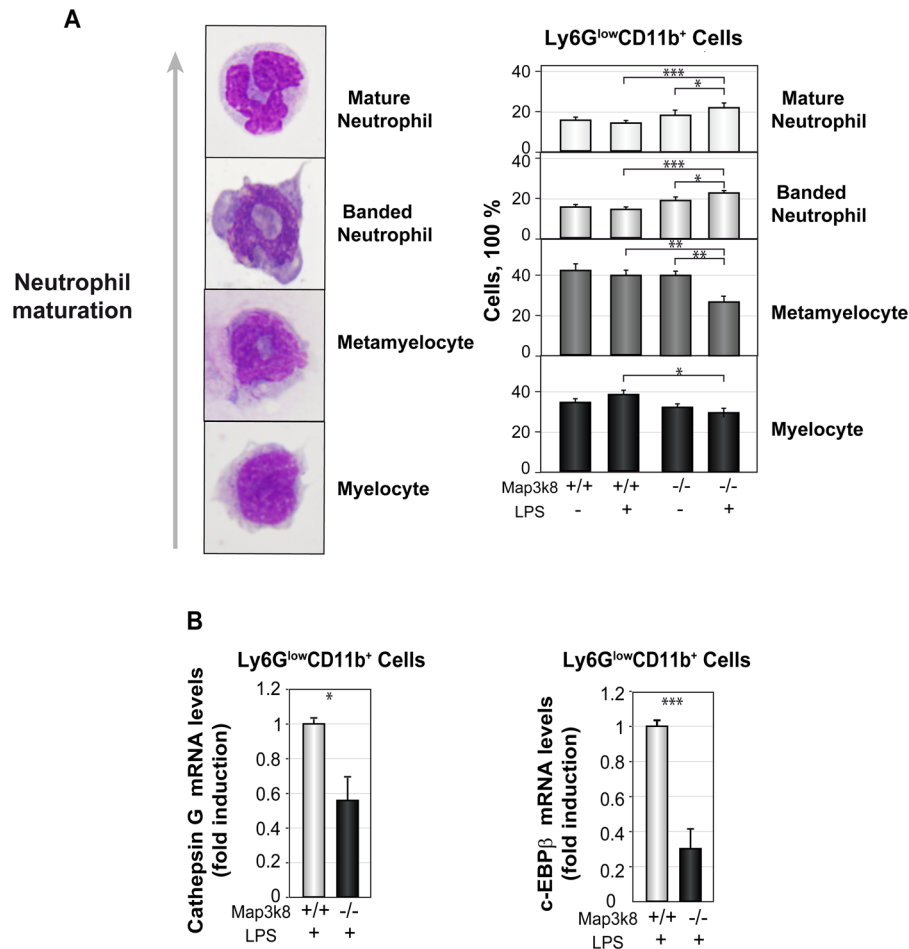 A
Neutrophil
maturation
Mature
Neutrophil
Banded
Neutrophil
Metamyelocyte
Myelocyte
Ly6GlowCD11b+ Cells
Cells, 100 %
40
20
0
***
*
Mature
Neutrophil
40
20
0
***
*
Banded
Neutrophil
40
20
0
**
**
Metamyelocyte
40
20
0
*
Myelocyte
Map3k8 +/+ +/+ -/- -/-
LPS - + - +
B
Ly6GlowCD11b+ Cells
Cathepsin G mRNA levels
(fold induction)
1.2
1
0.8
0.6
0.4
0.2
0
*
Map3k8 +/+ -/-
LPS + +
Ly6GlowCD11b+ Cells
c-EBPβ mRNA levels
(fold induction)
1.2
1
0.8
0.6
0.4
0.2
0
***
Map3k8 +/+ -/-
LPS + +